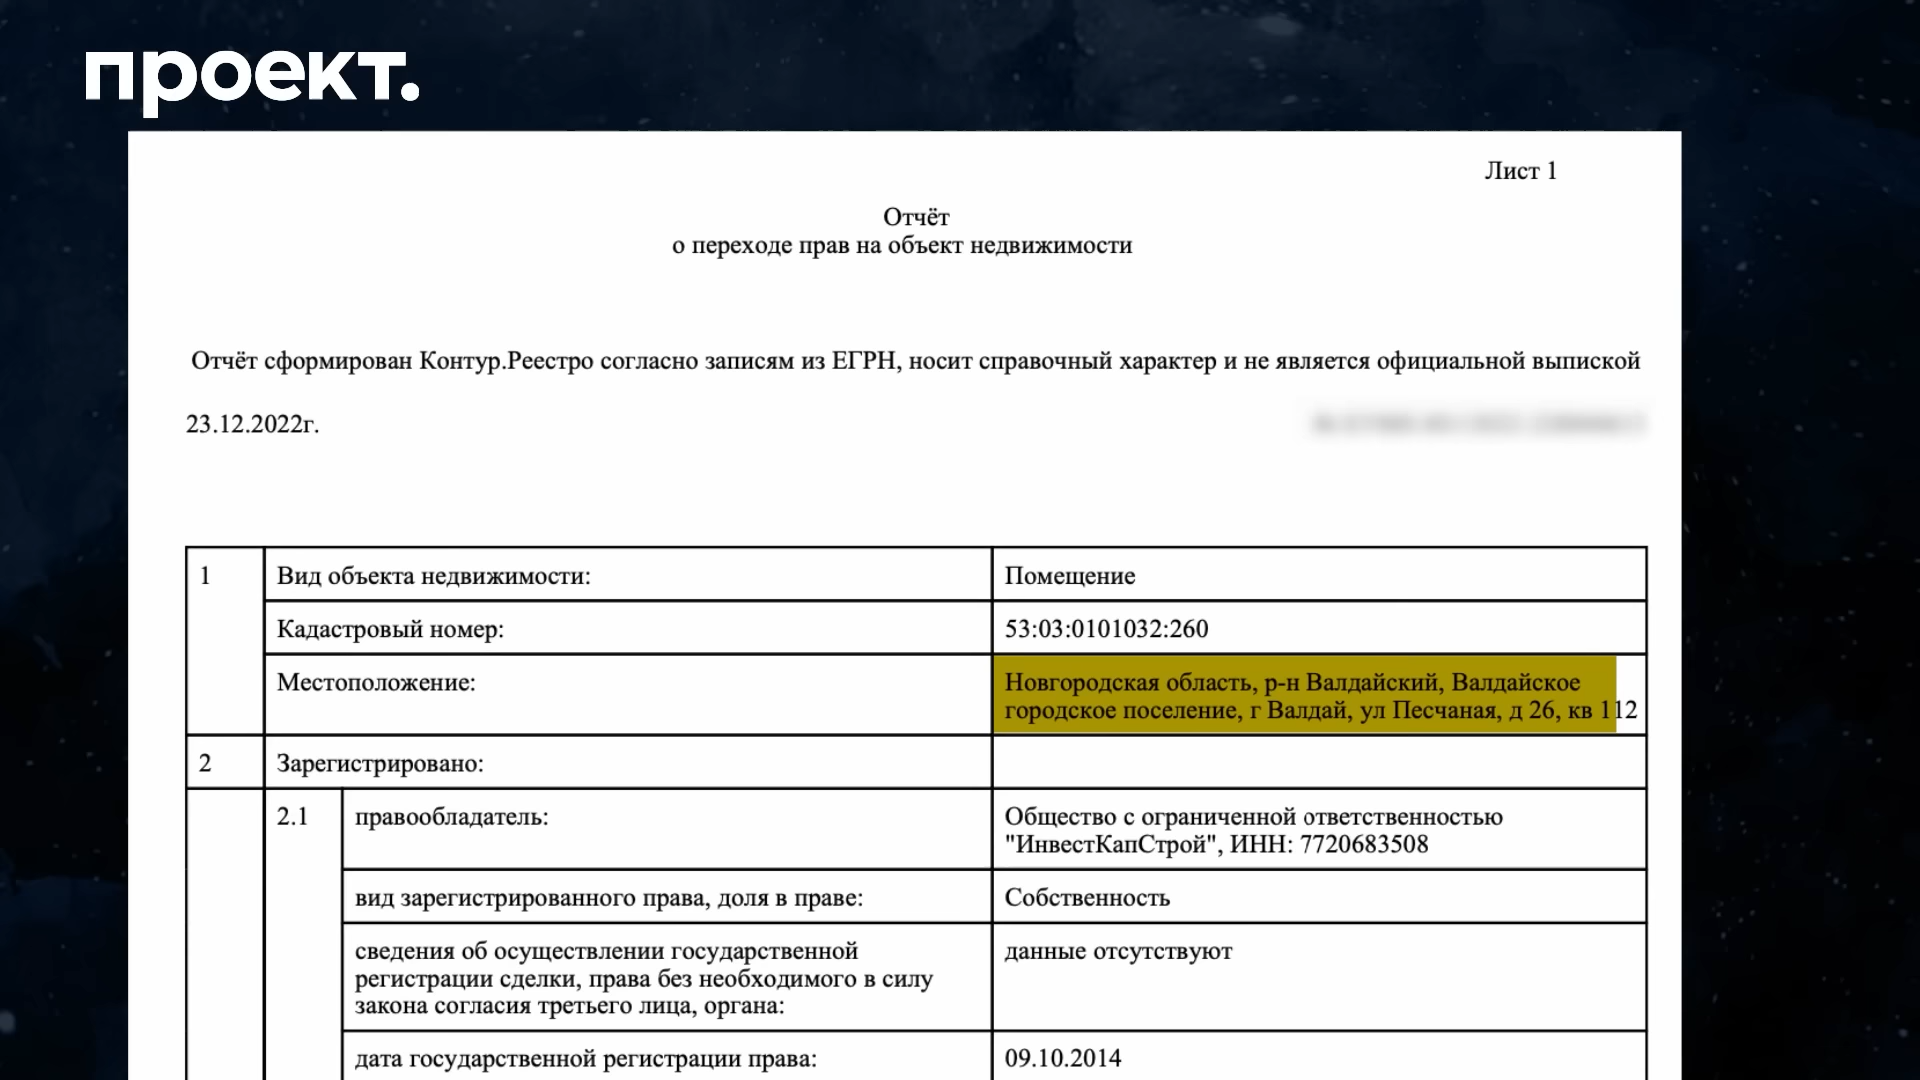 проект.
Лист 1
Отчёт
о переходе прав на объект недвижимости
Отчёт сформирован Контур.Реестро согласно записям из ЕГРН, носит справочный характер и не является официальной выпиской
23.12.2022г.
1
Вид объекта недвижимости:
Помещение
Кадастровый номер:
53:03:0101032:260
Местоположение:
Новгородская область, р-н Валдайский, Валдайское
городское поселение, г Валдай, ул Песчаная, д 26, кв 112
2
Зарегистрировано:
2.1
правообладатель:
Общество с ограниченной ответственностью
"ИнвестКапСтрой", ИНН: 7720683508
вид зарегистрированного права, доля в праве:
Собственность
сведения об осуществлении государственной
регистрации сделки, права без необходимого в силу
закона согласия третьего лица, органа:
данные отсутствуют
дата государственной регистрации права:
09.10.2014